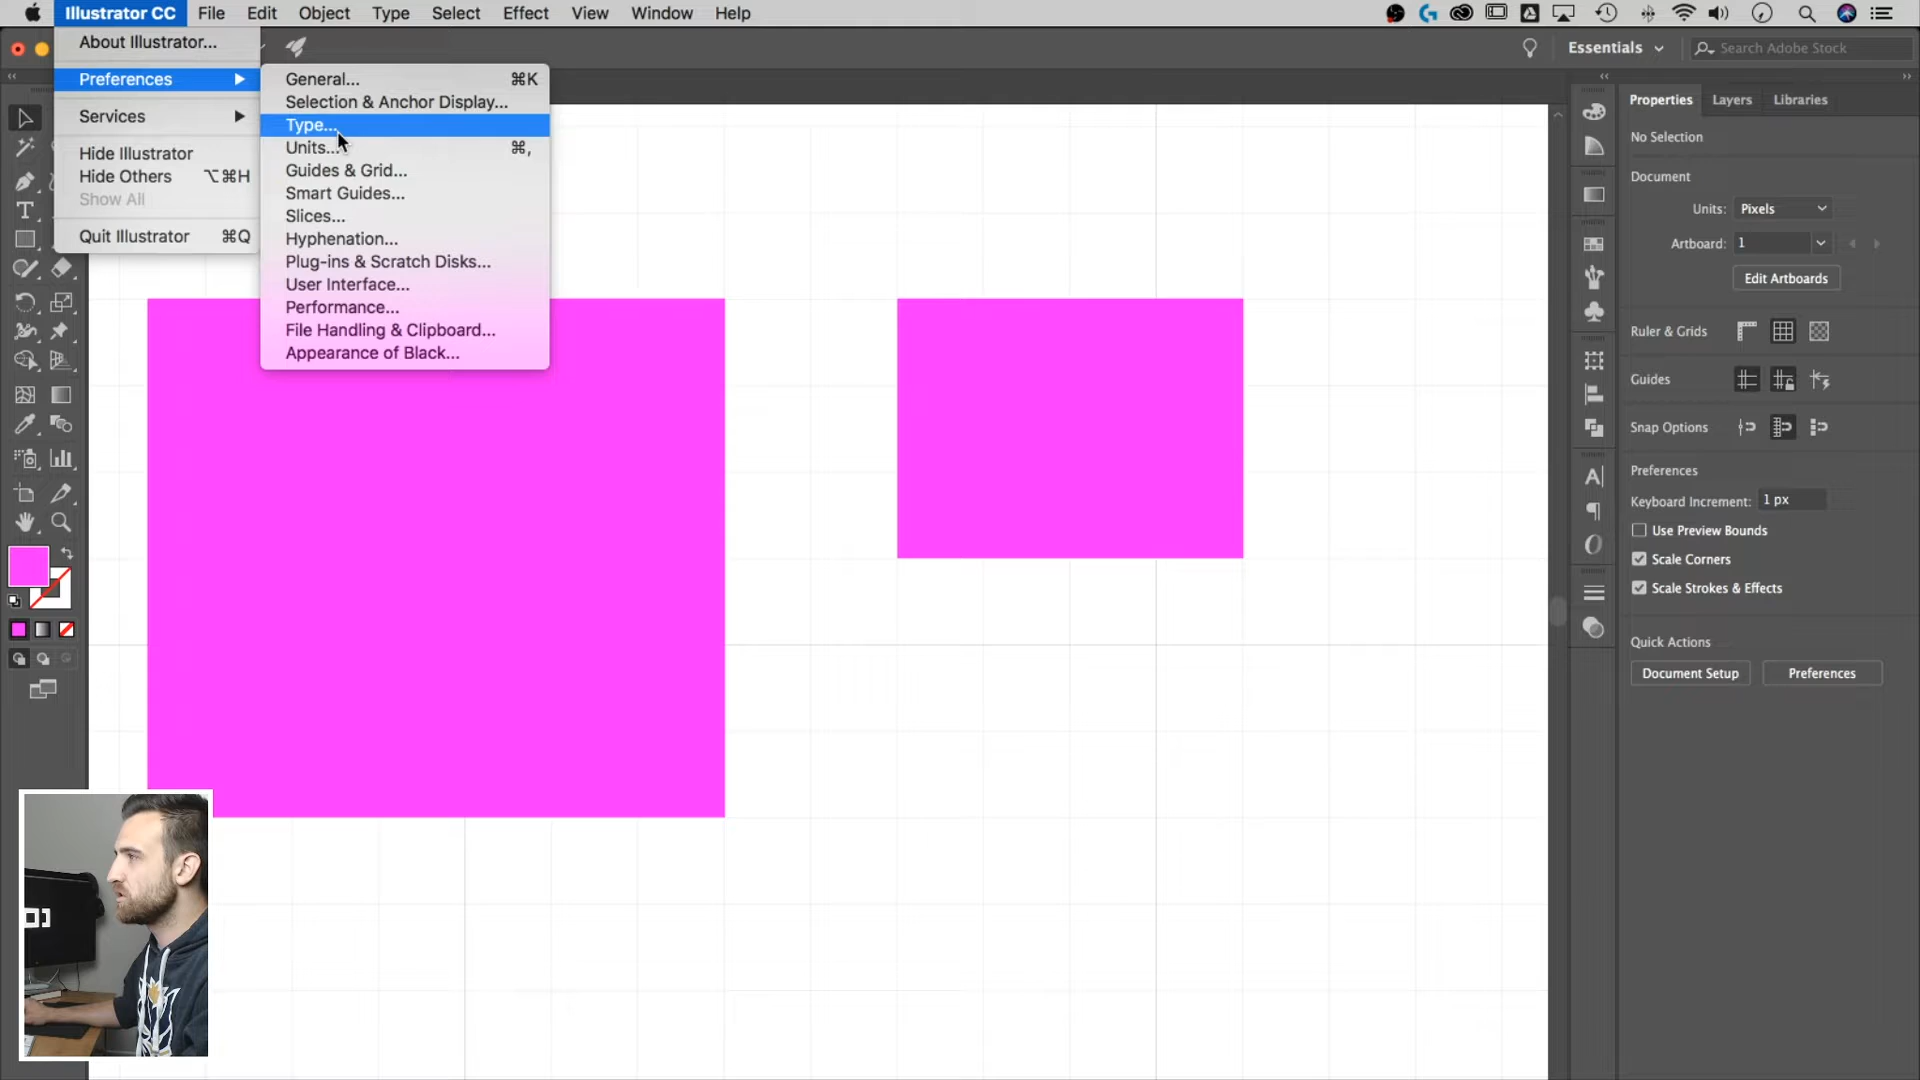 Illustrator CC File Edit Object Type Select Effect View Window Help
Essentials
Search Adobe Stock
About Illustrator...
Preferences
Services
Hide Illustrator
Hide Others ⌥⌘H
Show All
Quit Illustrator ⌘Q
General... ⌘K
Selection & Anchor Display...
Type...
Units... ⌘,
Guides & Grid...
Smart Guides...
Slices...
Hyphenation...
Plug-ins & Scratch Disks...
User Interface...
Performance...
File Handling & Clipboard...
Appearance of Black...
Properties Layers Libraries
No Selection
Document
Units: Pixels
Artboard: 1
Edit Artboards
Ruler & Grids
Guides
Snap Options
Preferences
Keyboard Increment: 1 px
Use Preview Bounds
Scale Corners
Scale Strokes & Effects
Quick Actions
Document Setup Preferences